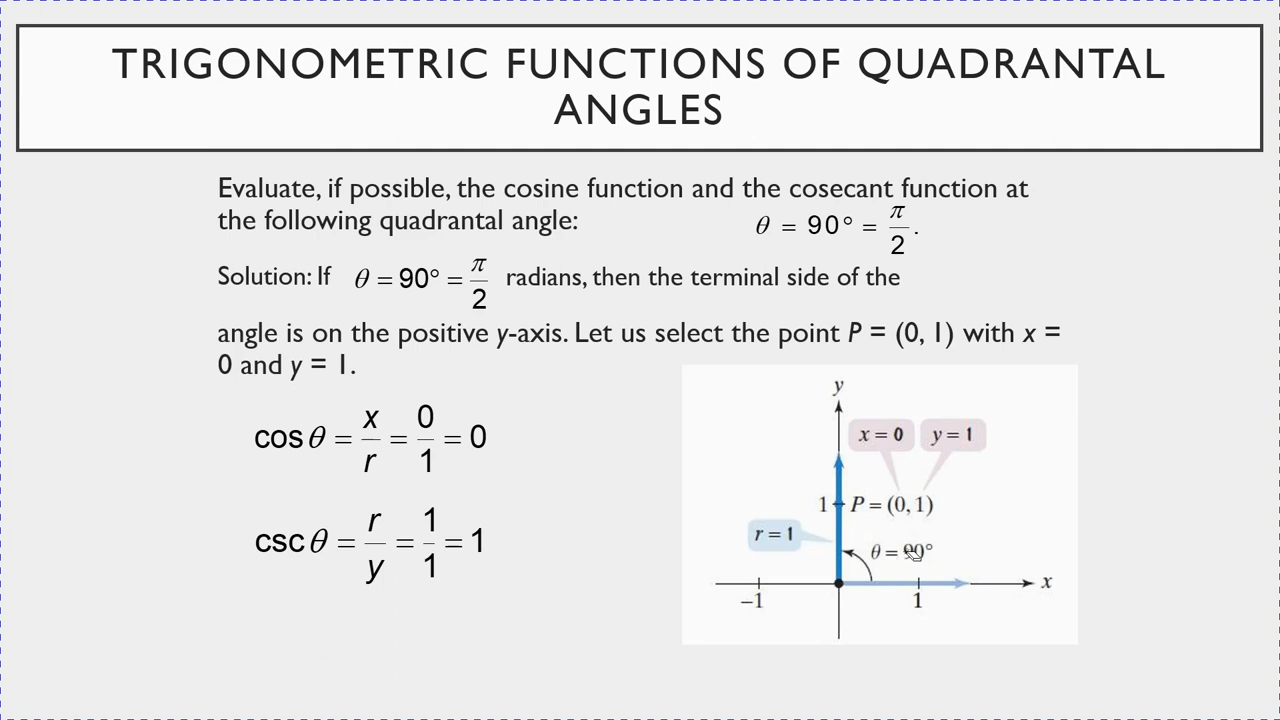 TRIGONOMETRIC FUNCTIONS OF QUADRANTAL
ANGLES
Evaluate, if possible, the cosine function and the cosecant function at
the following quadrantal angle: θ = 90° = π/2.
Solution: If θ = 90° = π/2 radians, then the terminal side of the
angle is on the positive y-axis. Let us select the point P = (0, 1) with x =
0 and y = 1.
cos θ = x/r = 0/1 = 0
csc θ = r/y = 1/1 = 1
y
x = 0 y = 1
1 P = (0, 1)
r = 1
θ = 90°
x
−1 1